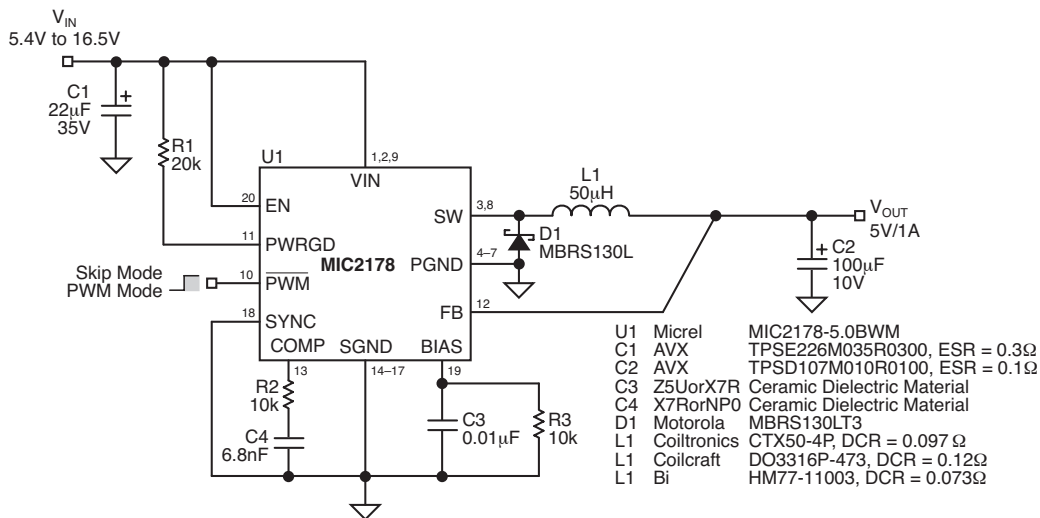 VIN
5.4V to 16.5V
C1
22µF
35V
R1
20k
U1
1,2,9
VIN
20
EN
11
PWRGD
MIC2178
Skip Mode
PWM Mode
10
PWM
18
SYNC
COMP
SGND
BIAS
13
14–17
19
SW
3,8
PGND
4–7
FB
12
L1
50µH
D1
MBRS130L
VOUT
5V/1A
C2
100µF
10V
R2
10k
C4
6.8nF
C3
0.01µF
R3
10k
U1 Micrel MIC2178-5.0BWM
C1 AVX TPSE226M035R0300, ESR = 0.3Ω
C2 AVX TPSD107M010R0100, ESR = 0.1Ω
C3 Z5UorX7R Ceramic Dielectric Material
C4 X7RorNP0 Ceramic Dielectric Material
D1 Motorola MBRS130LT3
L1 Coiltronics CTX50-4P, DCR = 0.097 Ω
L1 Coilcraft DO3316P-473, DCR = 0.12Ω
L1 Bi HM77-11003, DCR = 0.073Ω